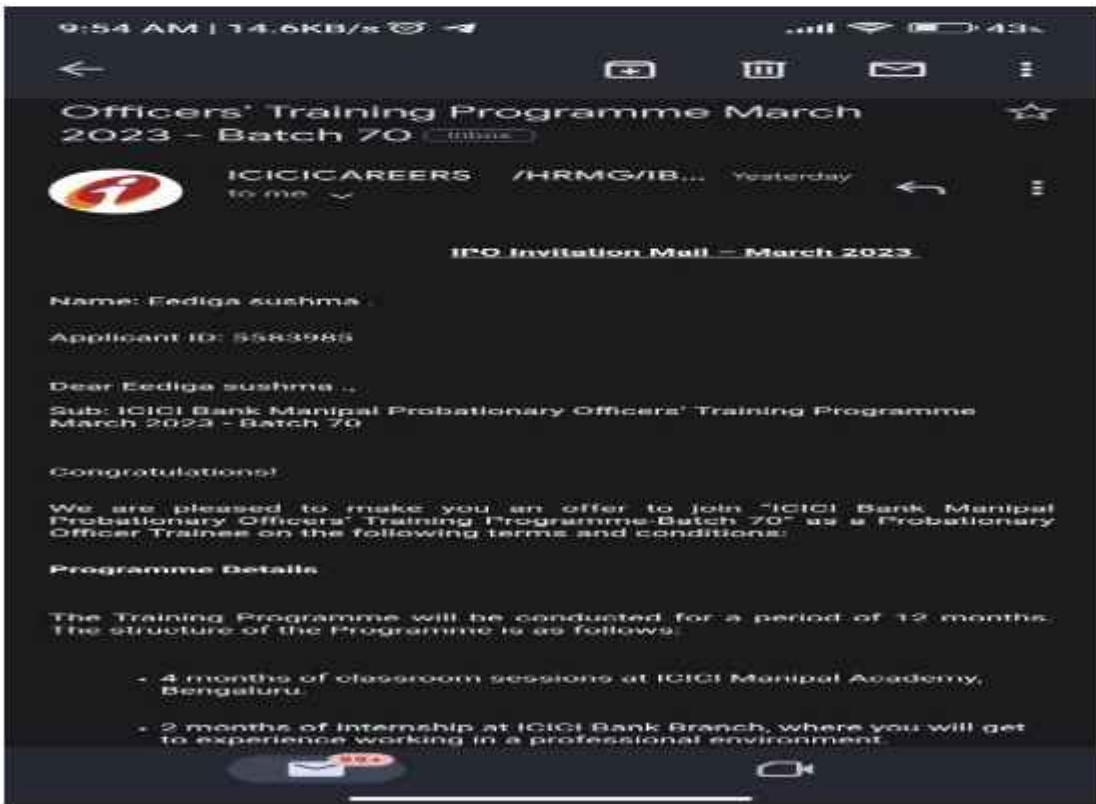 9:54 AM | 14.6KB/s 43%
Officers' Training Programme March
2023 - Batch 70 Inbox
ICICICAREERS /HRMG/IB... Yesterday
to me
IPO Invitation Mail – March 2023
Name: Eediga sushma .
Applicant ID: 5583985
Dear Eediga sushma .,
Sub: ICICI Bank Manipal Probationary Officers' Training Programme
March 2023 - Batch 70
Congratulations!
We are pleased to make you an offer to join "ICICI Bank Manipal
Probationary Officers' Training Programme-Batch 70" as a Probationary
Officer Trainee on the following terms and conditions:
Programme Details
The Training Programme will be conducted for a period of 12 months.
The structure of the Programme is as follows:
• 4 months of classroom sessions at ICICI Manipal Academy,
Bengaluru.
• 2 months of Internship at ICICI Bank Branch, where you will get
to experience working in a professional environment.
99+